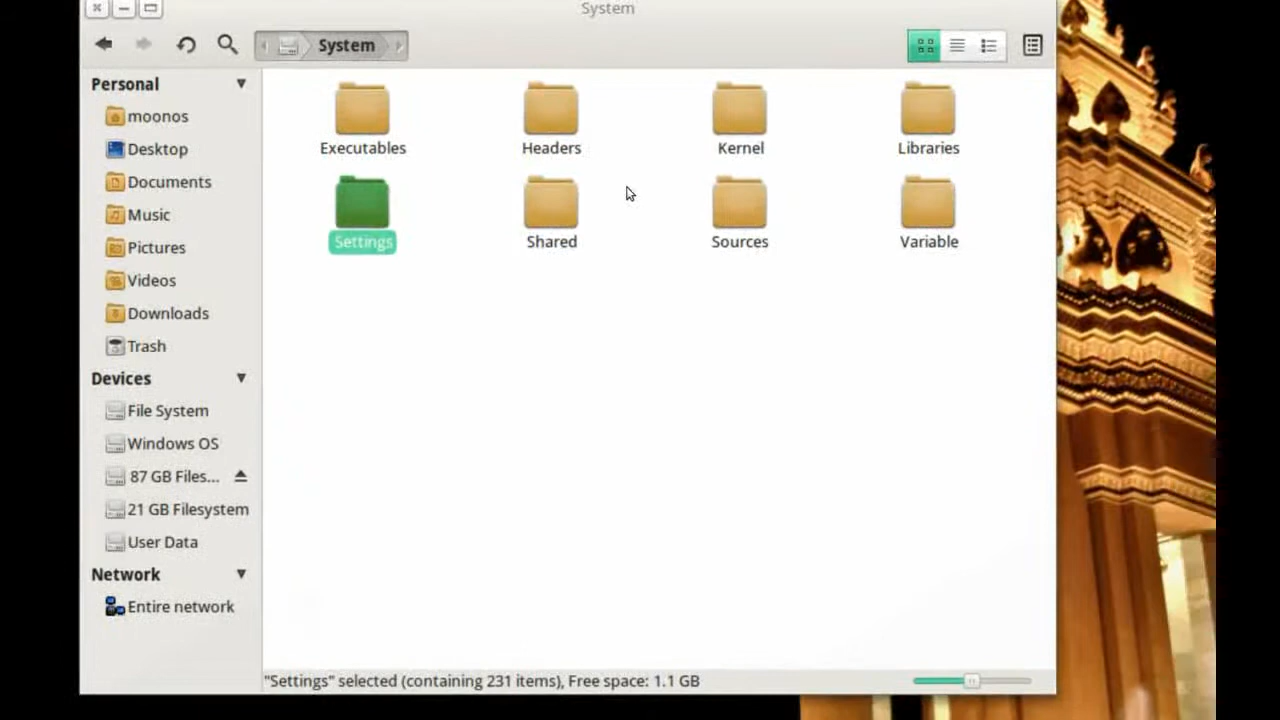 System
System
Personal
moonos
Desktop
Documents
Music
Pictures
Videos
Downloads
Trash
Devices
File System
Windows OS
87 GB Files...
21 GB Filesystem
User Data
Network
Entire network
Executables
Headers
Kernel
Libraries
Settings
Shared
Sources
Variable
"Settings" selected (containing 231 items), Free space: 1.1 GB